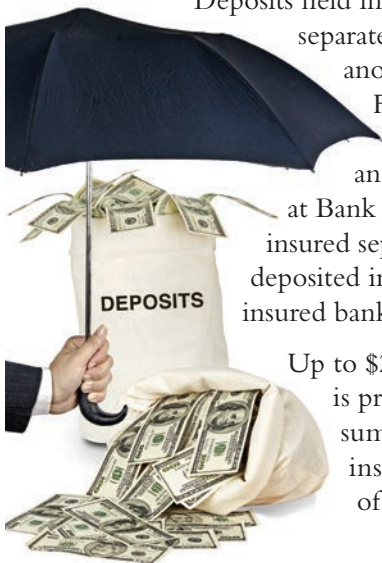 Deposits held in
separate
ano
F
an
at Bank
insured sep
deposited in
insured bank
DEPOSITS
Up to $2
is pr
sum
ins
of